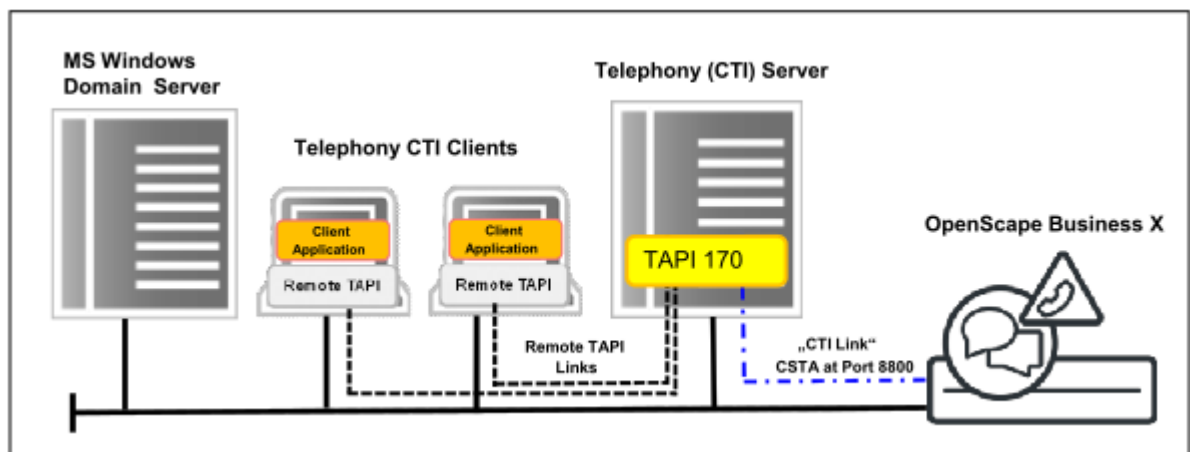 MS Windows
Domain Server
Telephony (CTI) Server
Telephony CTI Clients
OpenScape Business X
Client
Application
Client
Application
TAPI 170
Remote TAPI
Remote TAPI
Remote TAPI
Links
„CTI Link“
CSTA at Port 8800